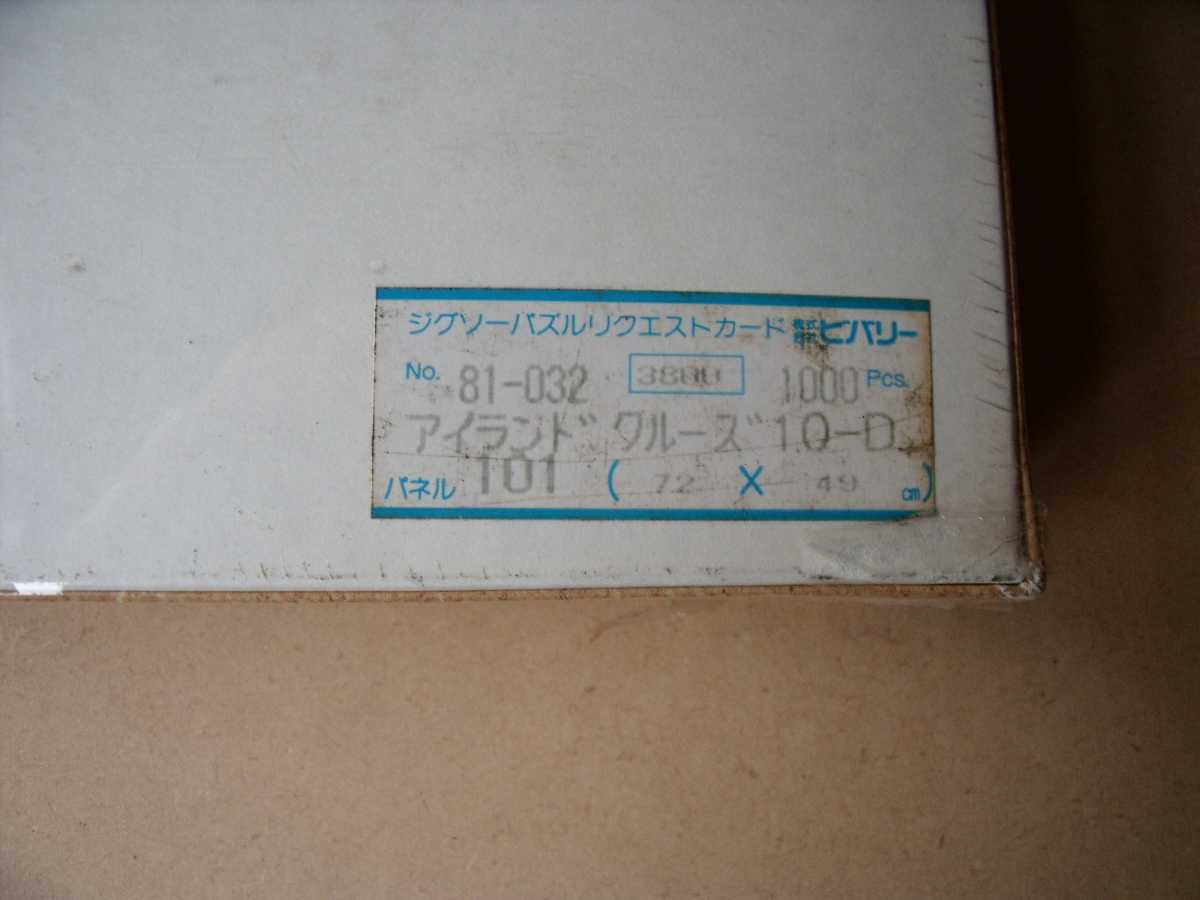 ジグソーパズルリクエストカード 株式会社 ビバリー
No. 81-032 3800 1000 Pcs.
アイランド クルーズ 10-D
パネル 101 ( 72 X 49 cm)